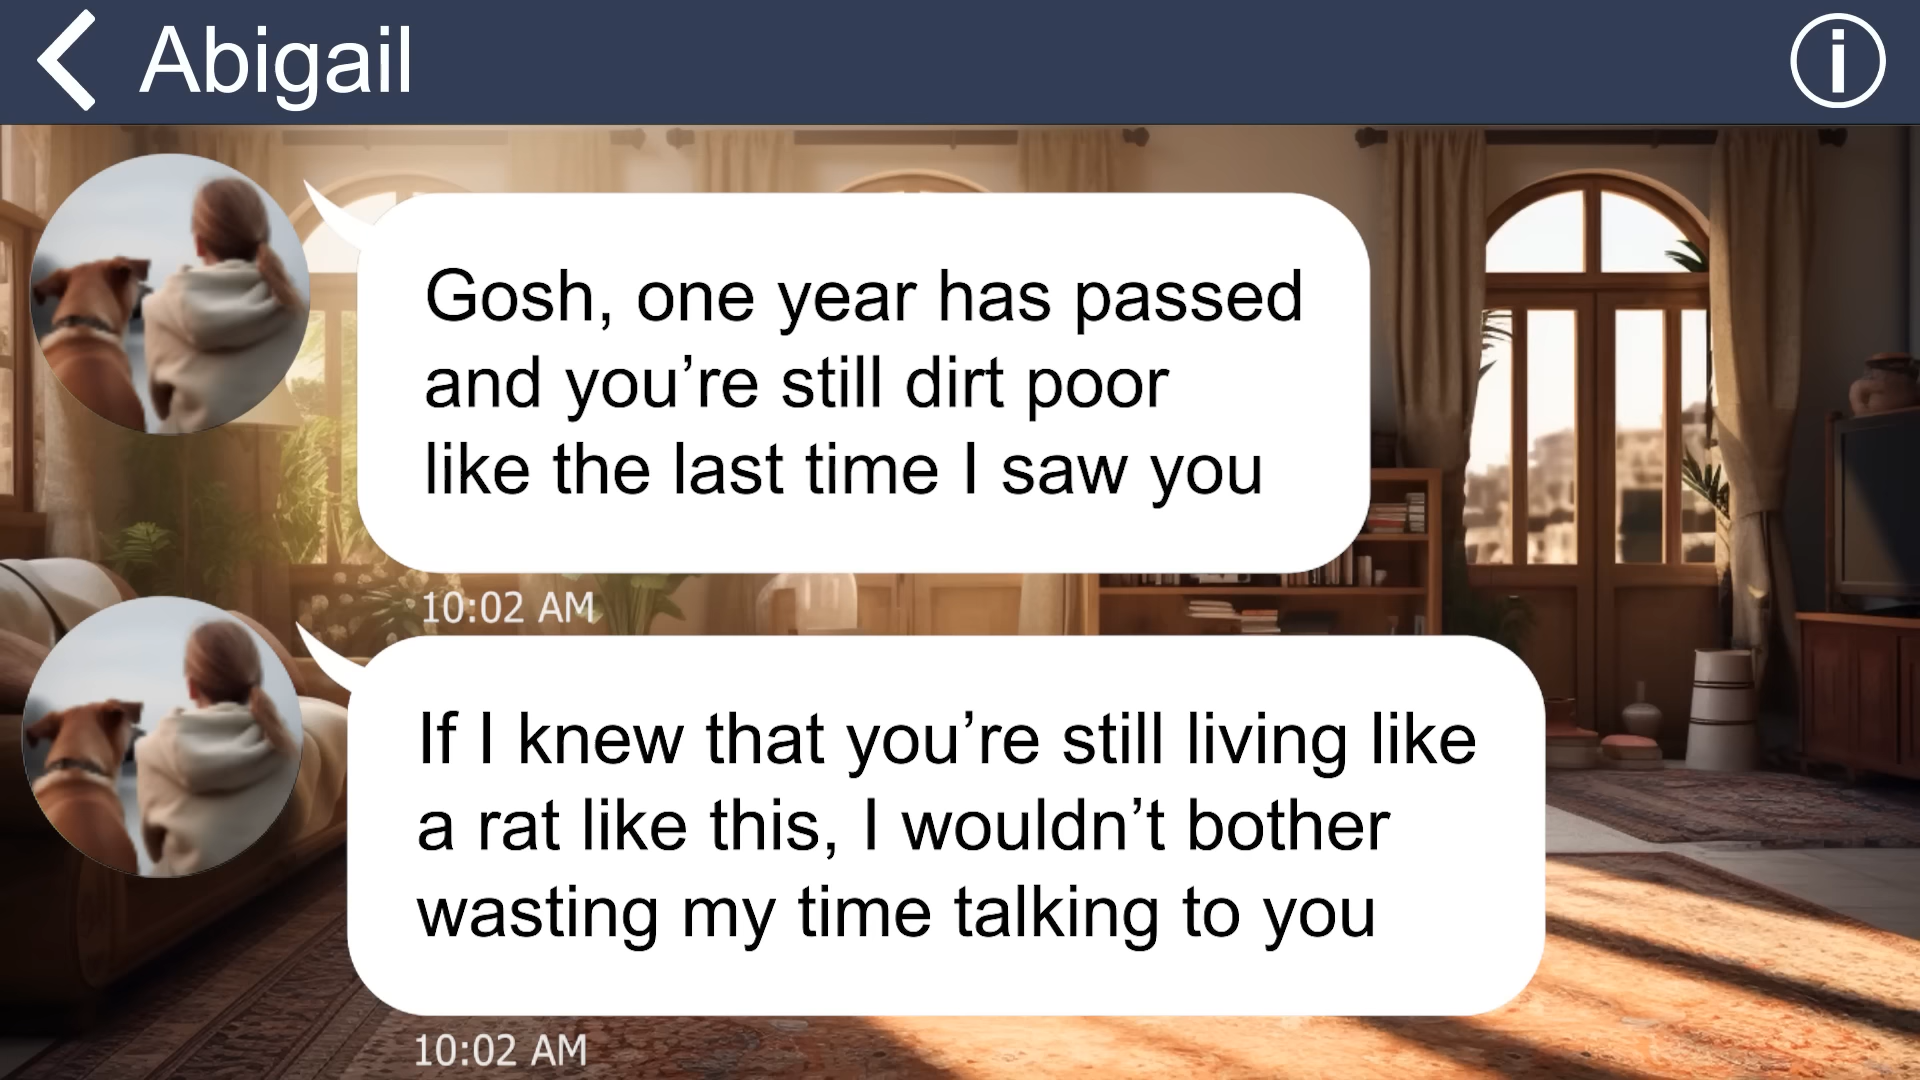 Abigail
Gosh, one year has passed
and you’re still dirt poor
like the last time I saw you
10:02 AM
If I knew that you’re still living like
a rat like this, I wouldn’t bother
wasting my time talking to you
10:02 AM